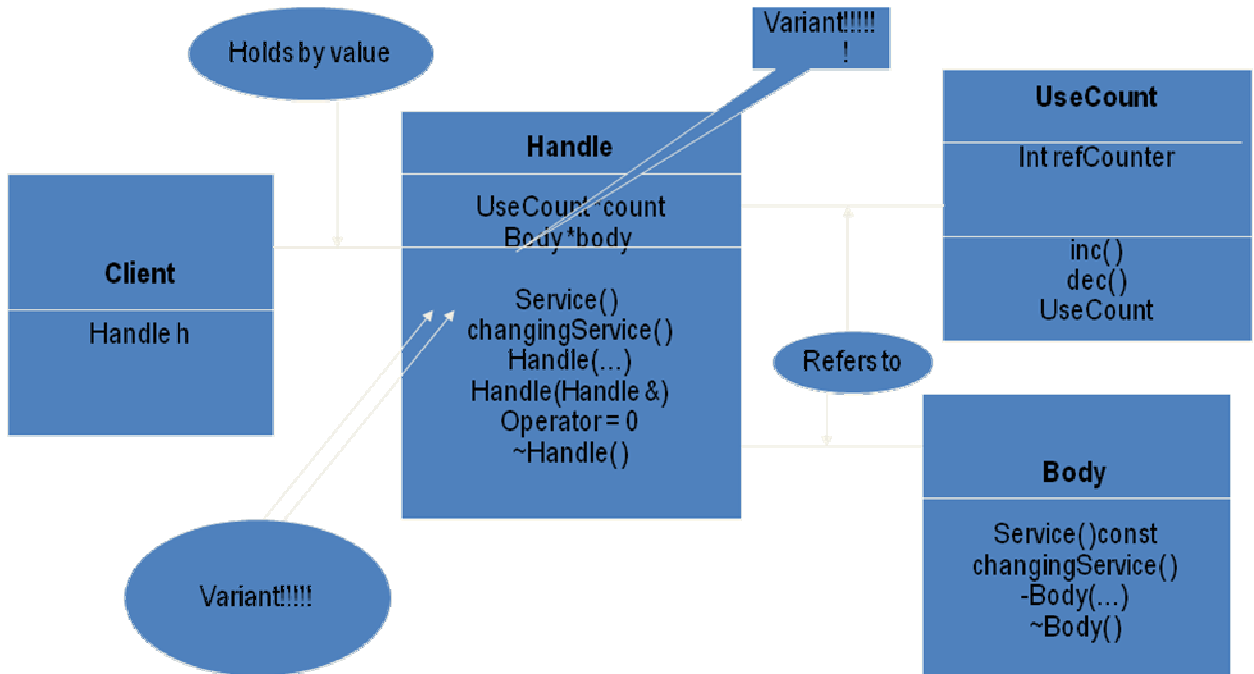 Holds by value
Variant!!!!!
!
UseCount
Int refCounter
inc()
dec()
UseCount
Handle
UseCount *count
Body *body
Service()
changingService()
Handle(...)
Handle(Handle &)
Operator = 0
~Handle()
Client
Handle h
Refers to
Body
Service()const
changingService()
-Body(...)
~Body()
Variant!!!!!